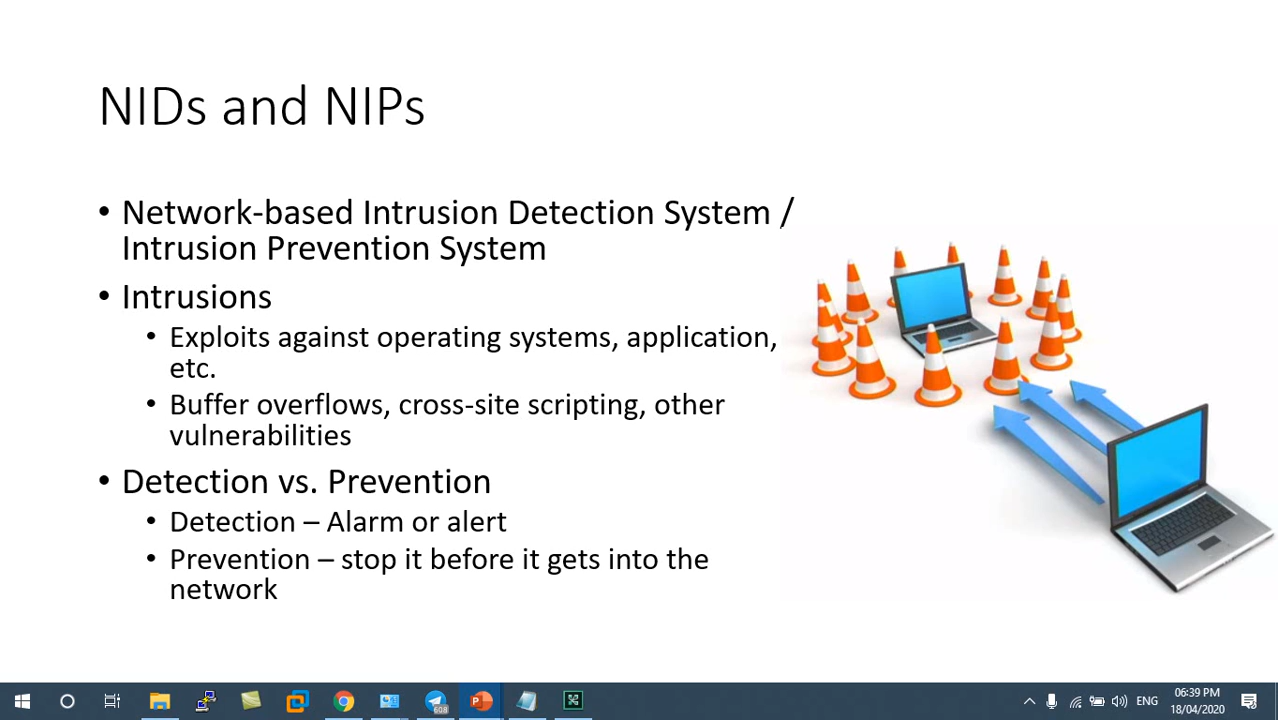 NIDs and NIPs
• Network-based Intrusion Detection System /
Intrusion Prevention System
• Intrusions
• Exploits against operating systems, application,
etc.
• Buffer overflows, cross-site scripting, other
vulnerabilities
• Detection vs. Prevention
• Detection – Alarm or alert
• Prevention – stop it before it gets into the
network
608
ENG
06:39 PM
18/04/2020